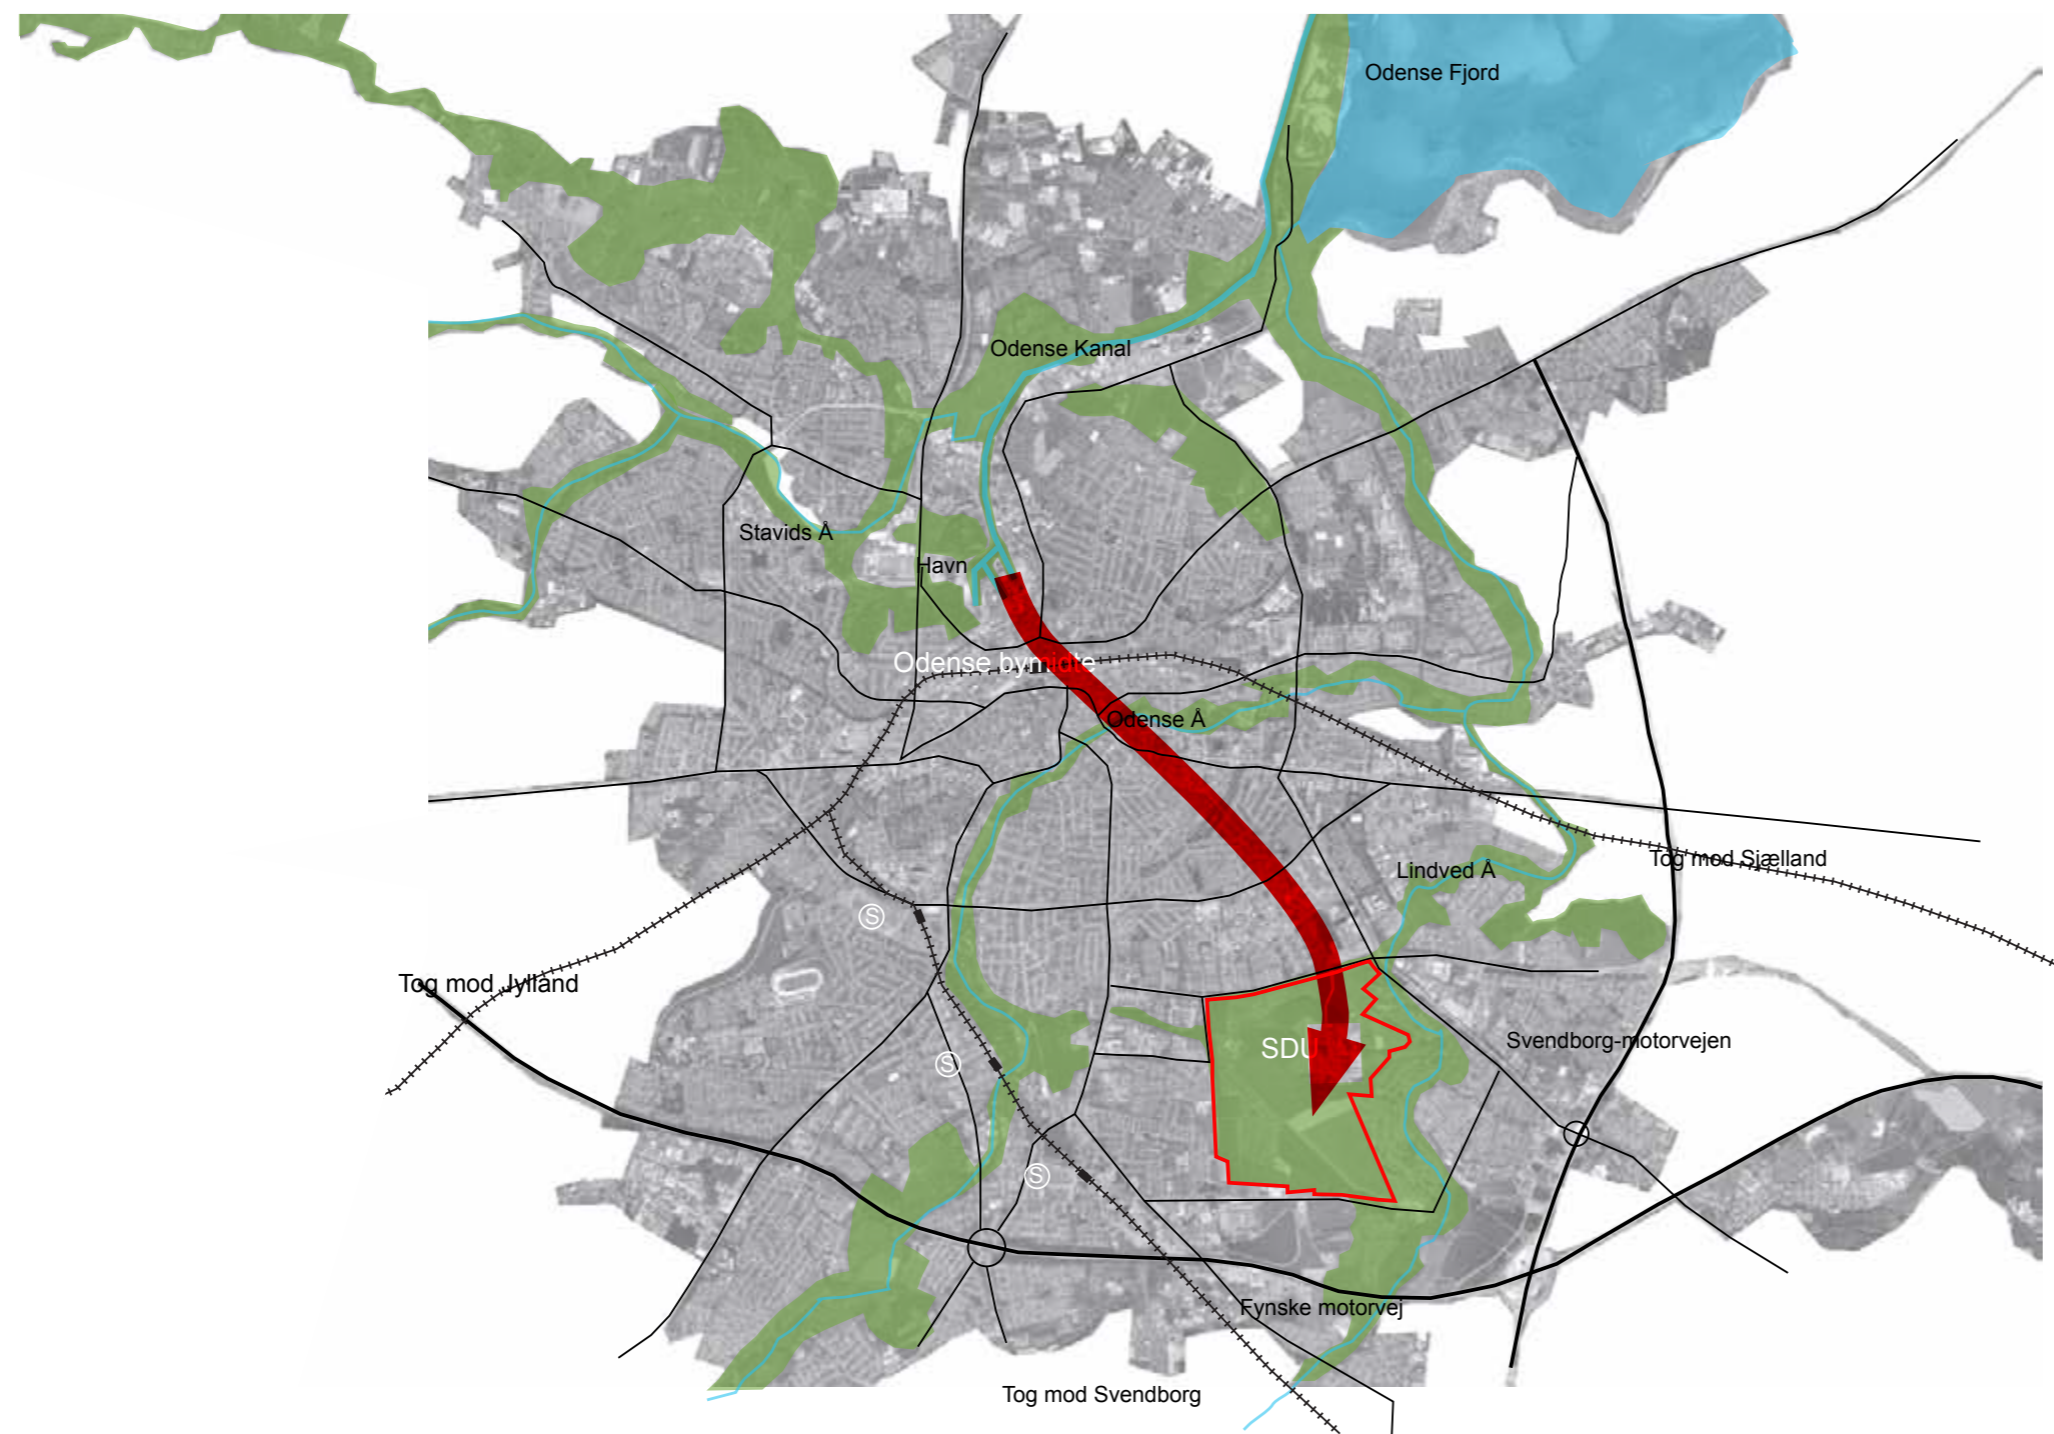 Odense Fjord
Odense Kanal
Stavids Å
Havn
Odense bymidte
Odense Å
Tog mod Sjælland
Lindved Å
S
Tog mod Jylland
Svendborg-motorvejen
SDU
S
S
Fynske motorvej
Tog mod Svendborg